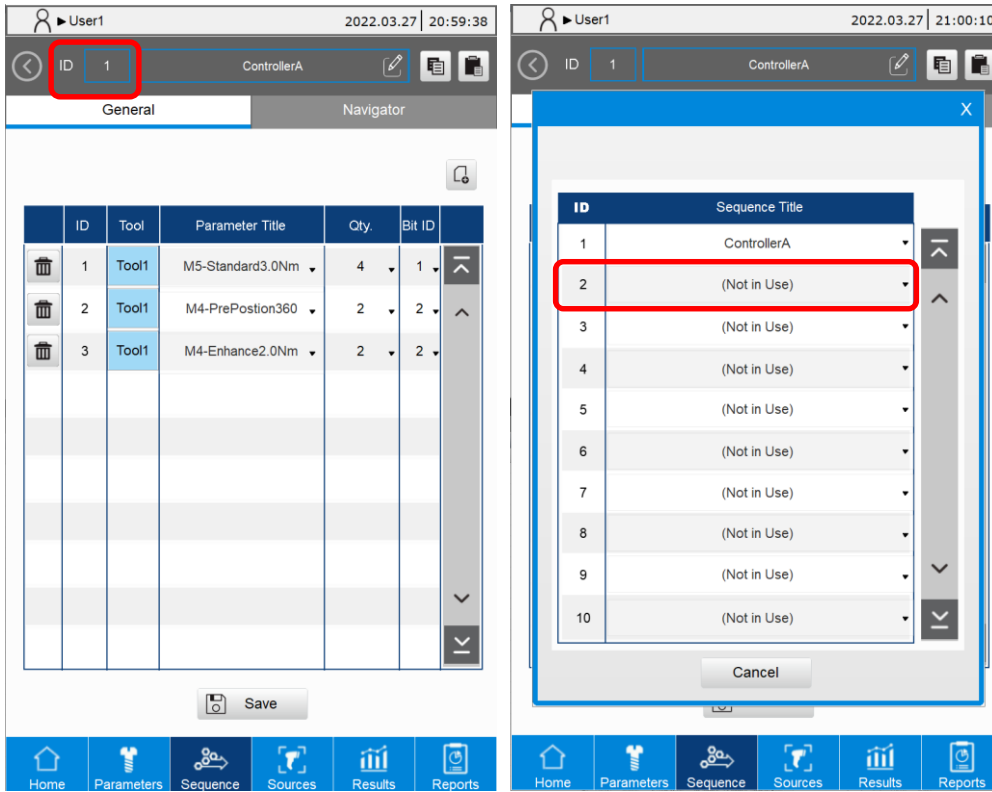 ►User1 2022.03.27 20:59:38
ID 1 ControllerA
General Navigator
ID Tool Parameter Title Qty. Bit ID
1 Tool1 M5-Standard3.0Nm 4 1
2 Tool1 M4-PrePostion360 2 2
3 Tool1 M4-Enhance2.0Nm 2 2
Save
Home Parameters Sequence Sources Results Reports
►User1 2022.03.27 21:00:10
ID 1 ControllerA
X
ID Sequence Title
1 ControllerA
2 (Not in Use)
3 (Not in Use)
4 (Not in Use)
5 (Not in Use)
6 (Not in Use)
7 (Not in Use)
8 (Not in Use)
9 (Not in Use)
10 (Not in Use)
Cancel
Home Parameters Sequence Sources Results Reports